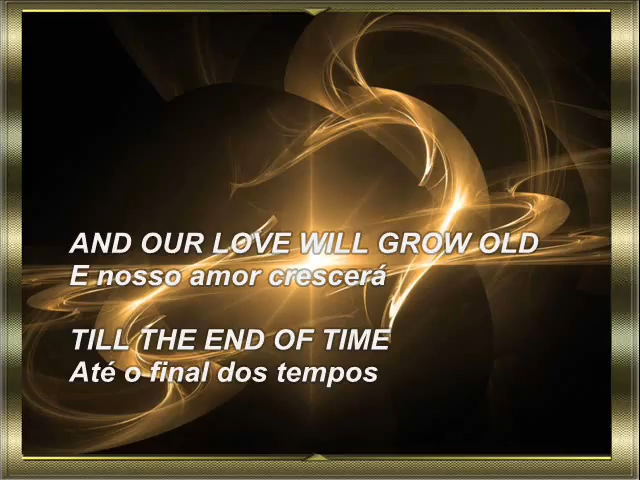 AND OUR LOVE WILL GROW OLD
E nosso amor crescerá
TILL THE END OF TIME
Até o final dos tempos